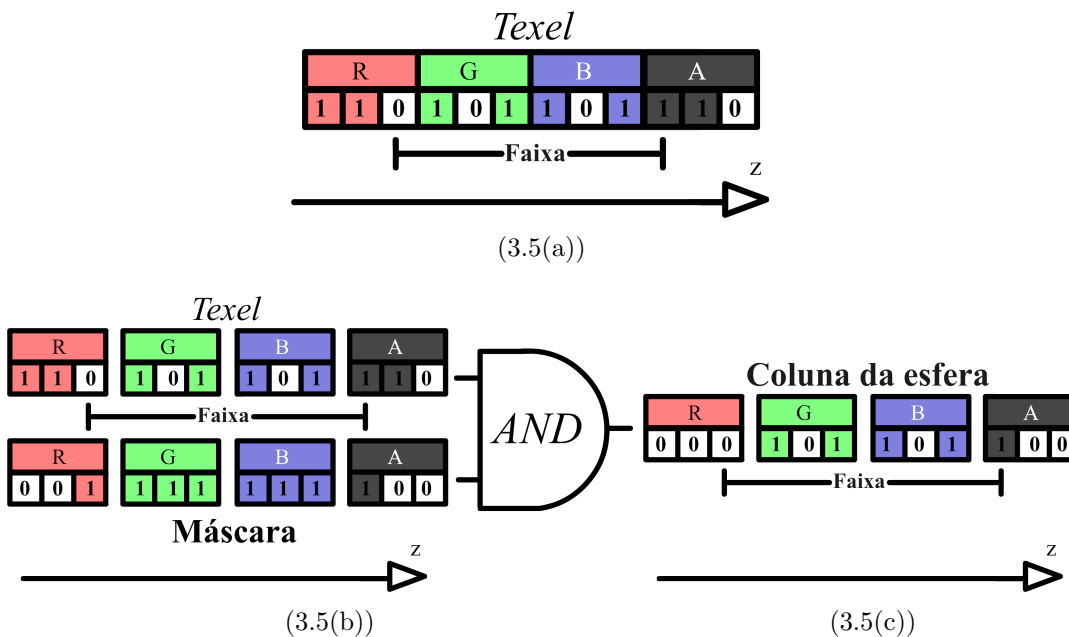 Texel
R G B A
1 1 0 1 0 1 1 0 1 1 1 0
Faixa
z
(3.5(a))
Texel
R G B A
1 1 0 1 0 1 1 0 1 1 1 0
Faixa
R G B A
0 0 1 1 1 1 1 1 1 1 0 0
Máscara
z
(3.5(b))
AND
Coluna da esfera
R G B A
0 0 0 1 0 1 1 0 1 1 0 0
Faixa
z
(3.5(c))